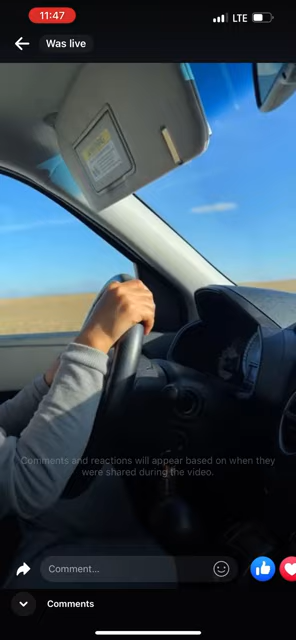 11:47
LTE
Was live
Comments and reactions will appear based on when they
were shared during the video.
Comment...
Comments